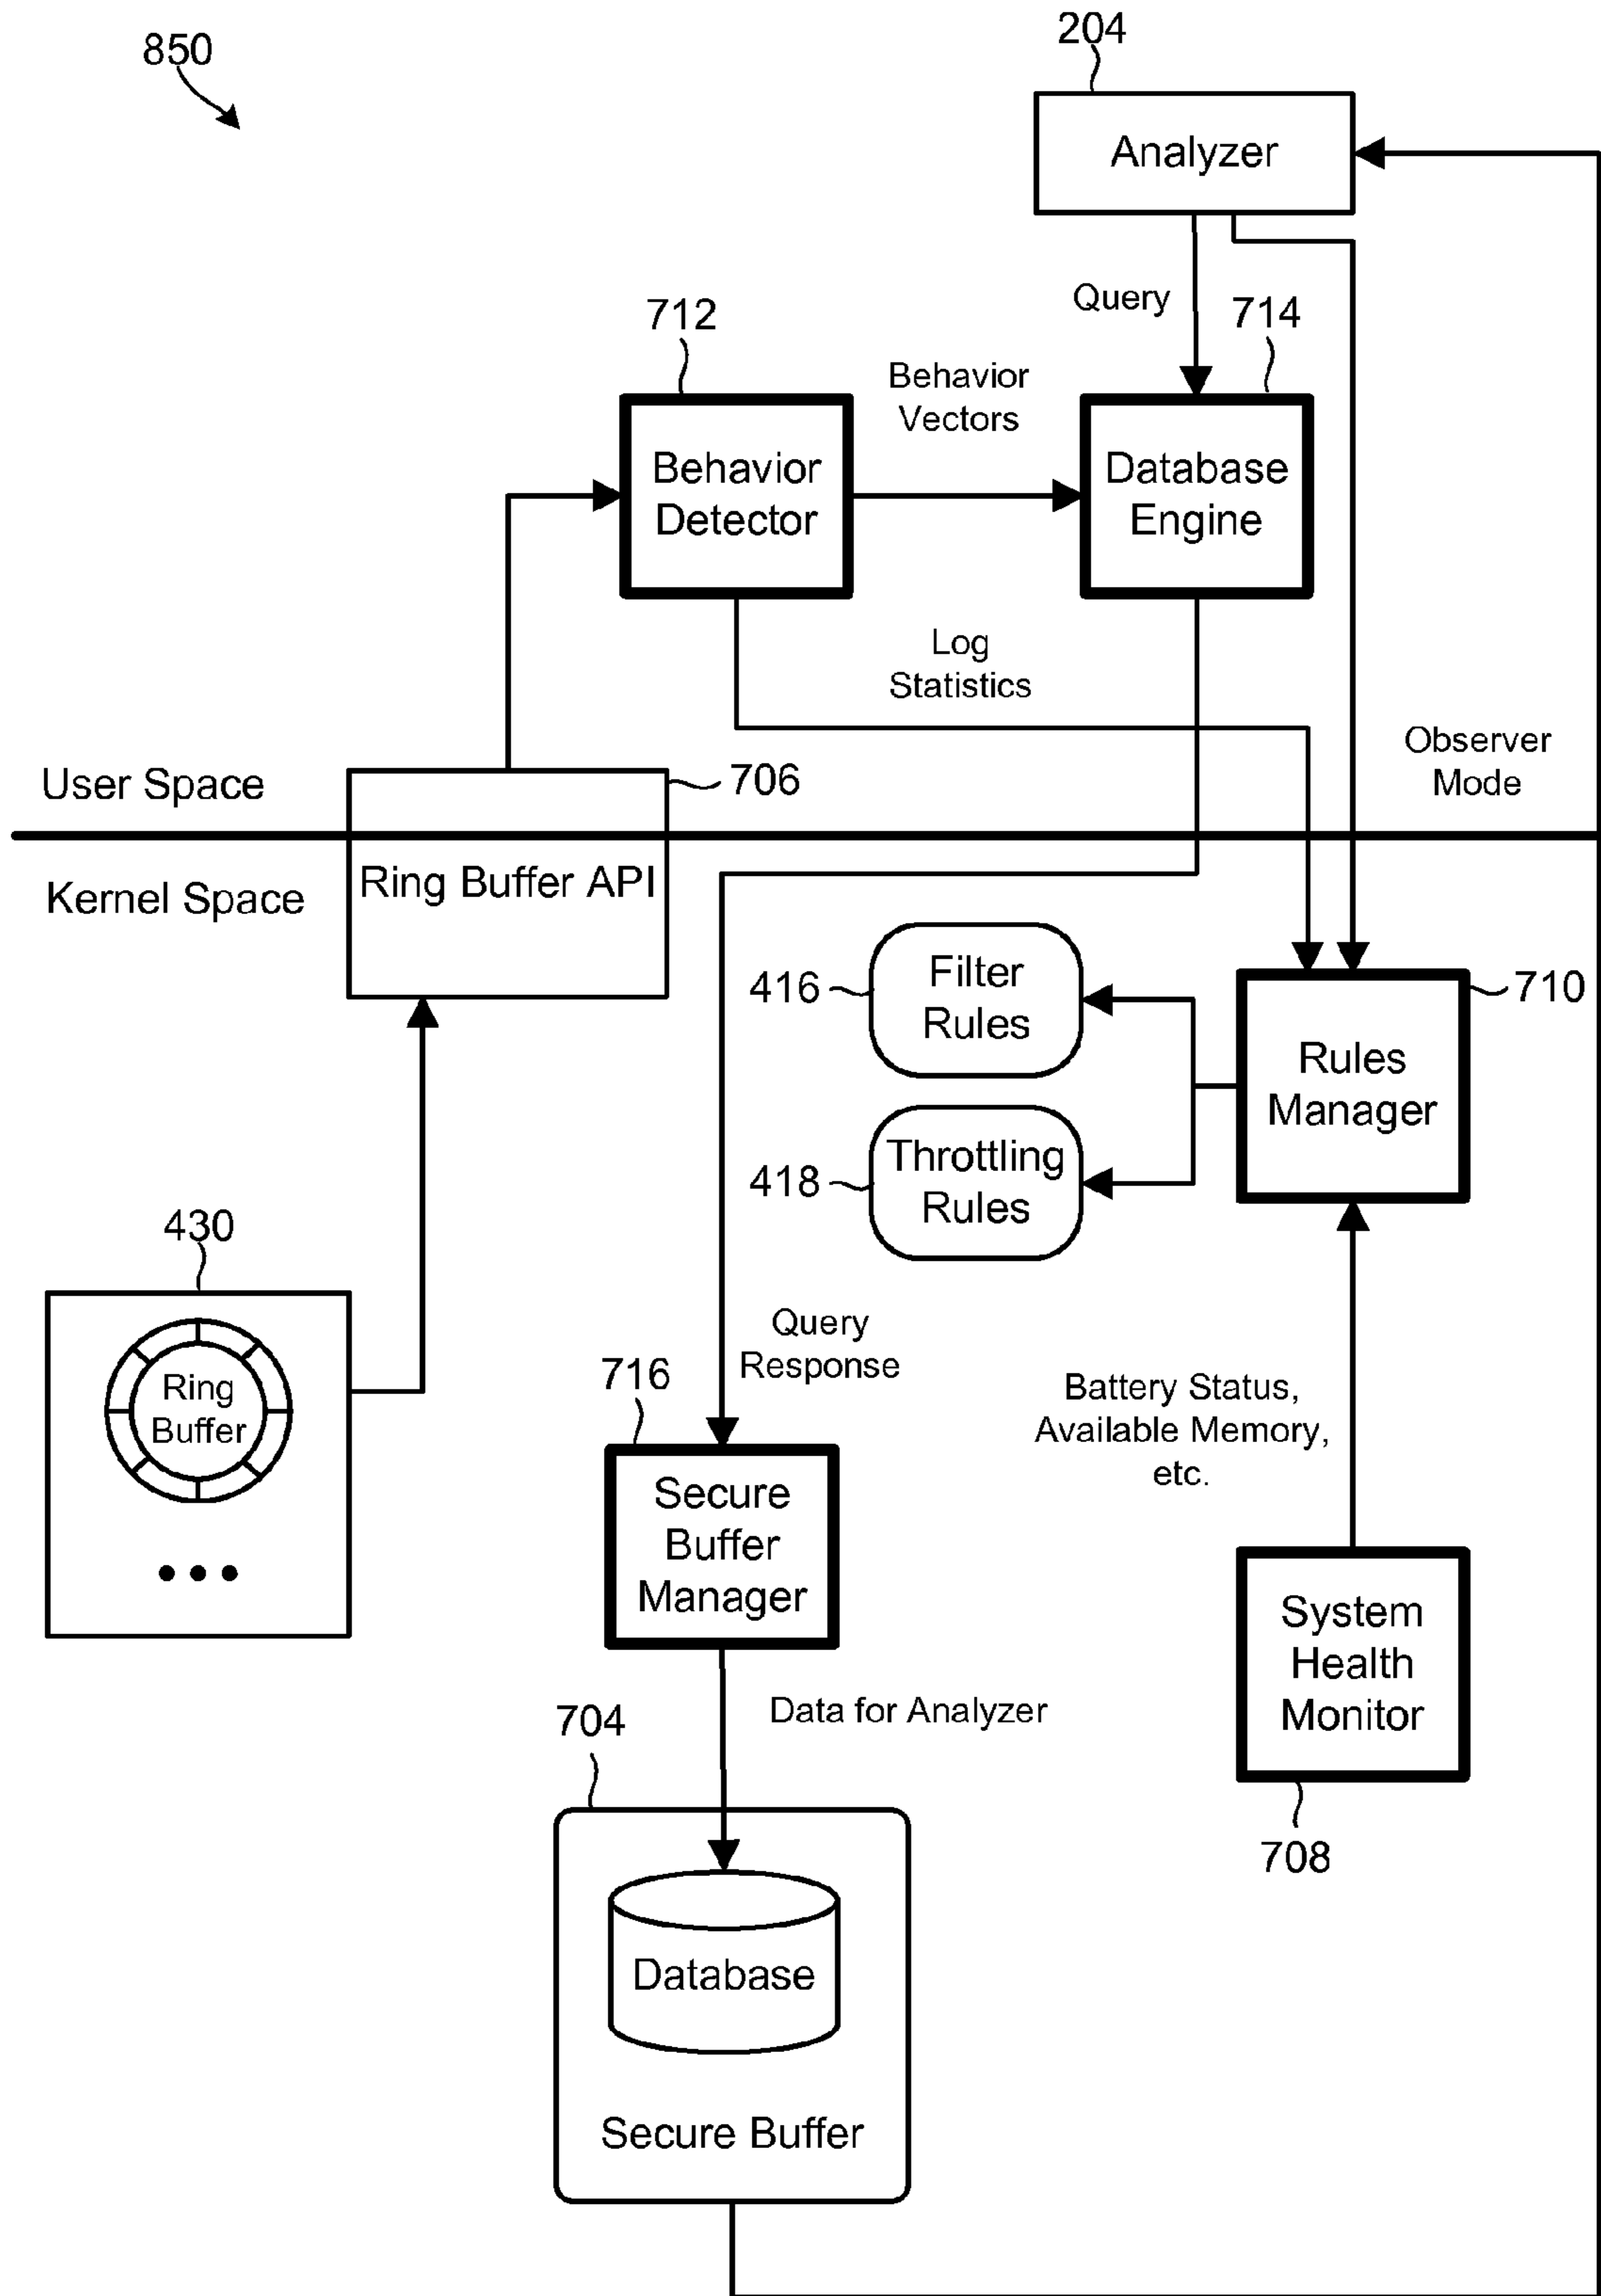 850
204
Analyzer
Query
714
712
Behavior
Vectors
Behavior
Detector
Database
Engine
Log
Statistics
Observer
Mode
User Space
706
Kernel Space
Ring Buffer API
416
Filter
Rules
710
Rules
Manager
418
Throttling
Rules
430
Ring
Buffer
Query
Response
716
Battery Status,
Available Memory,
etc.
Secure
Buffer
Manager
System
Health
Monitor
704
Data for Analyzer
708
Database
Secure Buffer